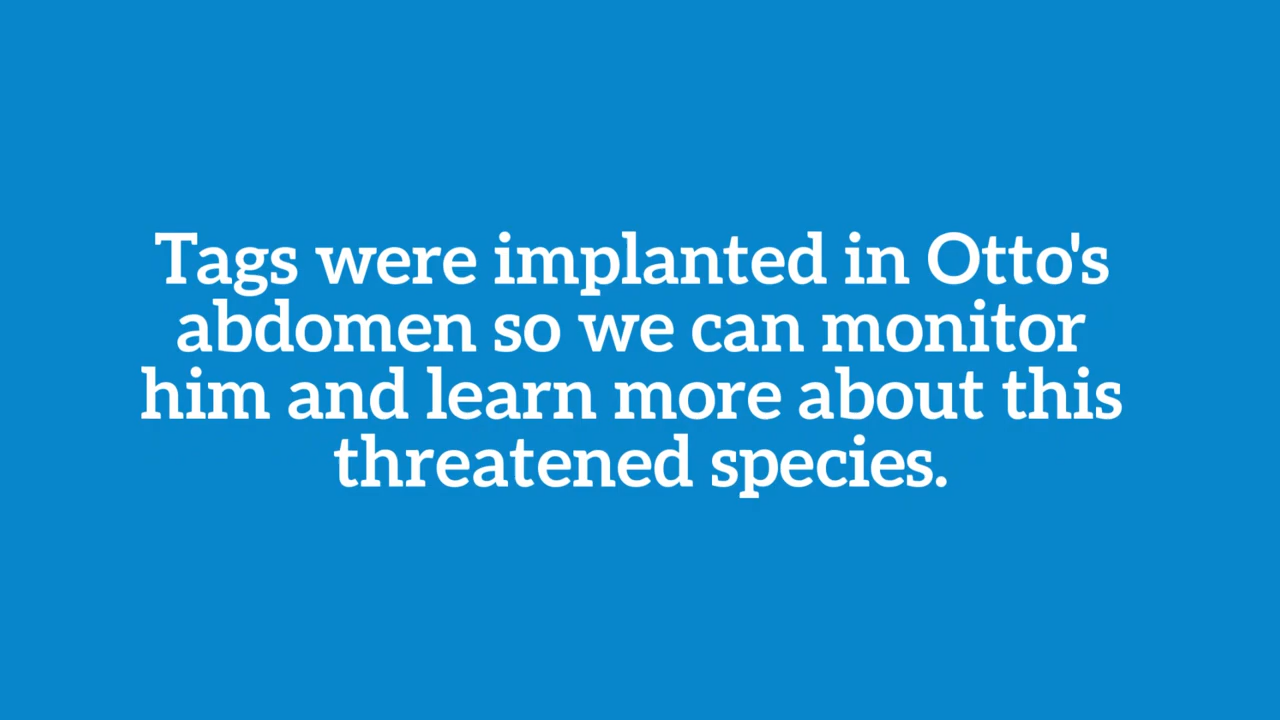 Tags were implanted in Otto's
abdomen so we can monitor
him and learn more about this
threatened species.